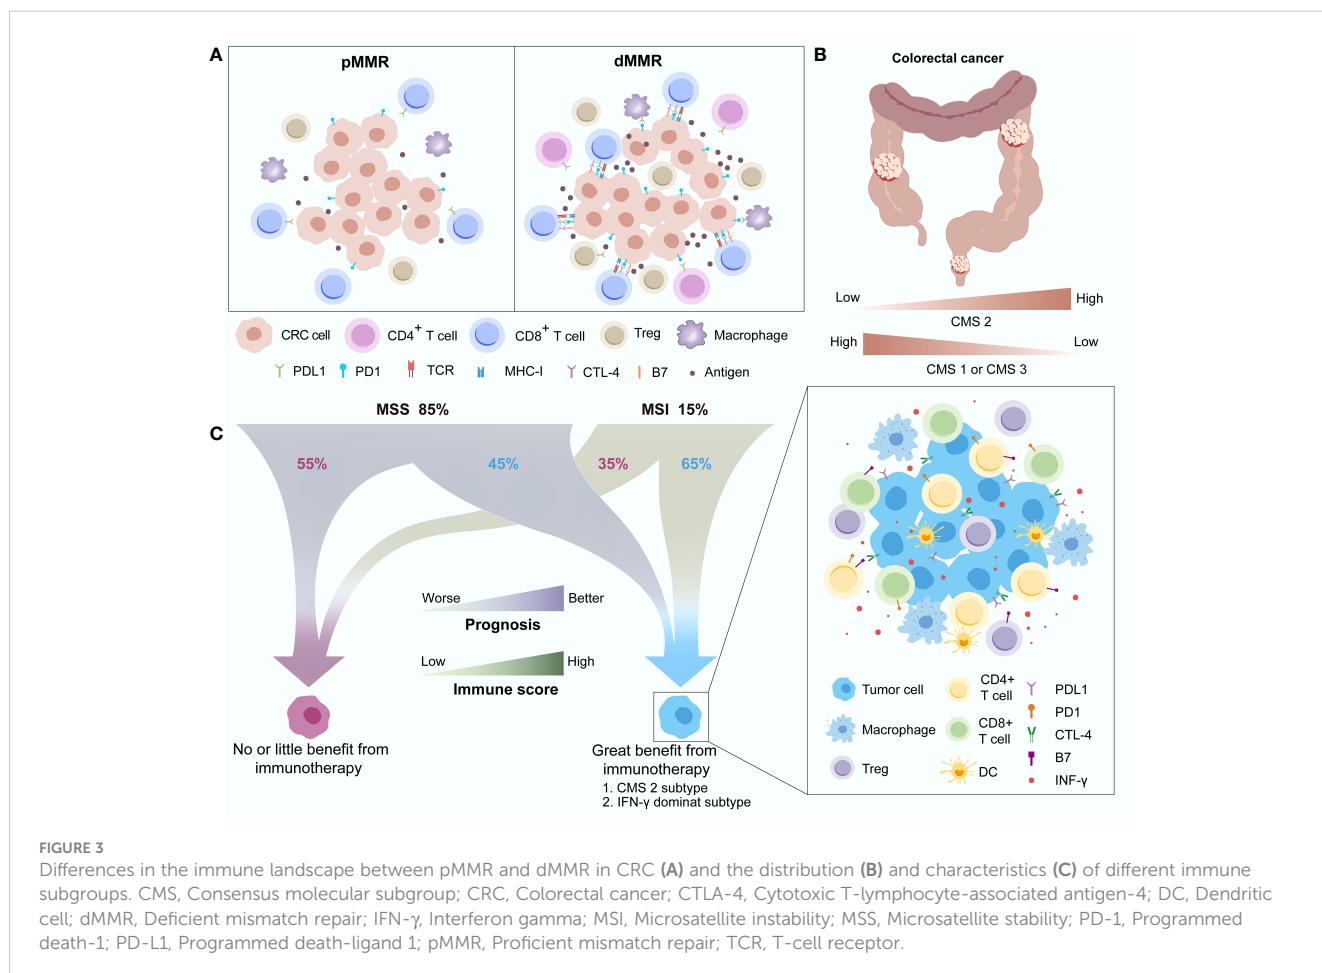 A
pMMR
dMMR
CRC cell
CD4+ T cell
CD8+ T cell
Treg
Macrophage
PDL1
PD1
TCR
MHC-I
CTL-4
B7
Antigen
B
Colorectal cancer
Low
High
CMS 2
High
Low
CMS 1 or CMS 3
C
MSS 85%
MSI 15%
55%
45%
35%
65%
Worse
Better
Prognosis
Low
High
Immune score
No or little benefit from
immunotherapy
Great benefit from
immunotherapy
1. CMS 2 subtype
2. IFN-γ dominat subtype
Tumor cell
Macrophage
Treg
CD4+
T cell
CD8+
T cell
DC
PDL1
PD1
CTL-4
B7
INF-γ
FIGURE 3
Differences in the immune landscape between pMMR and dMMR in CRC (A) and the distribution (B) and characteristics (C) of different immune
subgroups. CMS, Consensus molecular subgroup; CRC, Colorectal cancer; CTLA-4, Cytotoxic T-lymphocyte-associated antigen-4; DC, Dendritic
cell; dMMR, Deficient mismatch repair; IFN-γ, Interferon gamma; MSI, Microsatellite instability; MSS, Microsatellite stability; PD-1, Programmed
death-1; PD-L1, Programmed death-ligand 1; pMMR, Proficient mismatch repair; TCR, T-cell receptor.